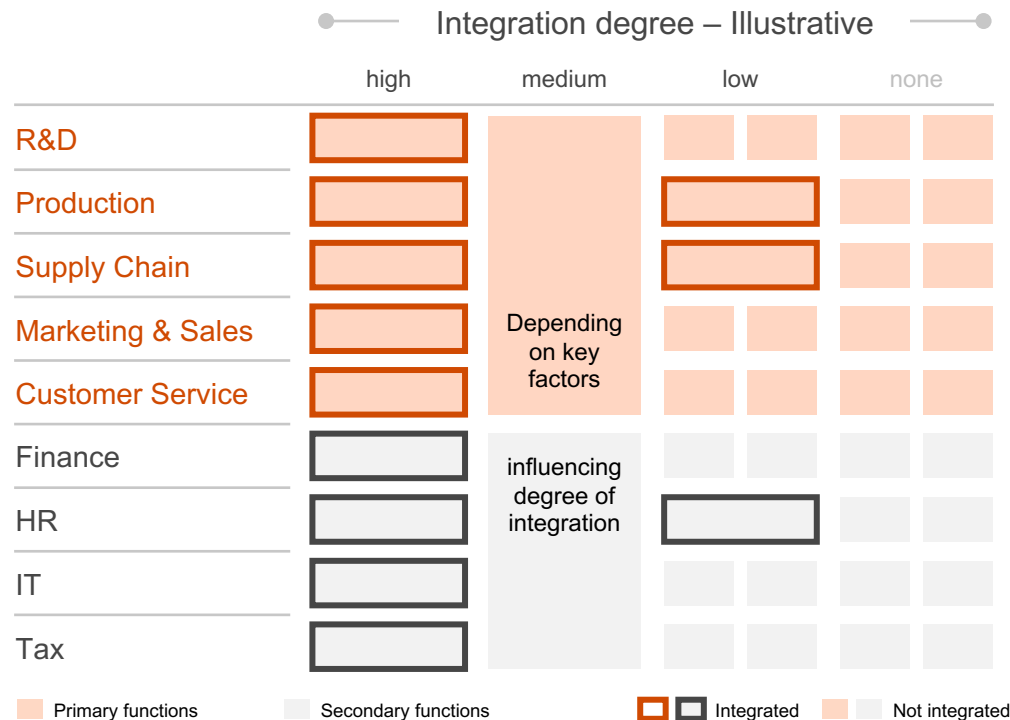 Integration degree – Illustrative
high medium low none
R&D
Production
Supply Chain
Marketing & Sales
Customer Service
Depending
on key
factors
Finance
HR
IT
Tax
influencing
degree of
integration
Primary functions Secondary functions Integrated Not integrated